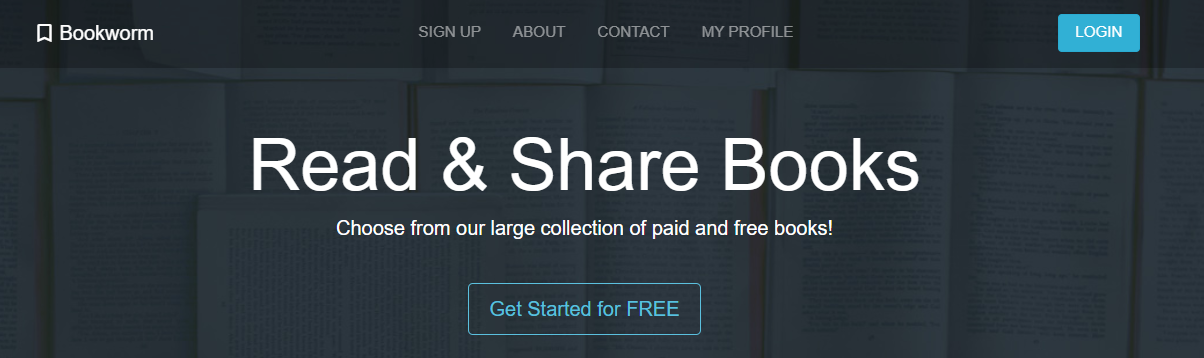 Bookworm SIGN UP ABOUT CONTACT MY PROFILE LOGIN
Read & Share Books
Choose from our large collection of paid and free books!
Get Started for FREE